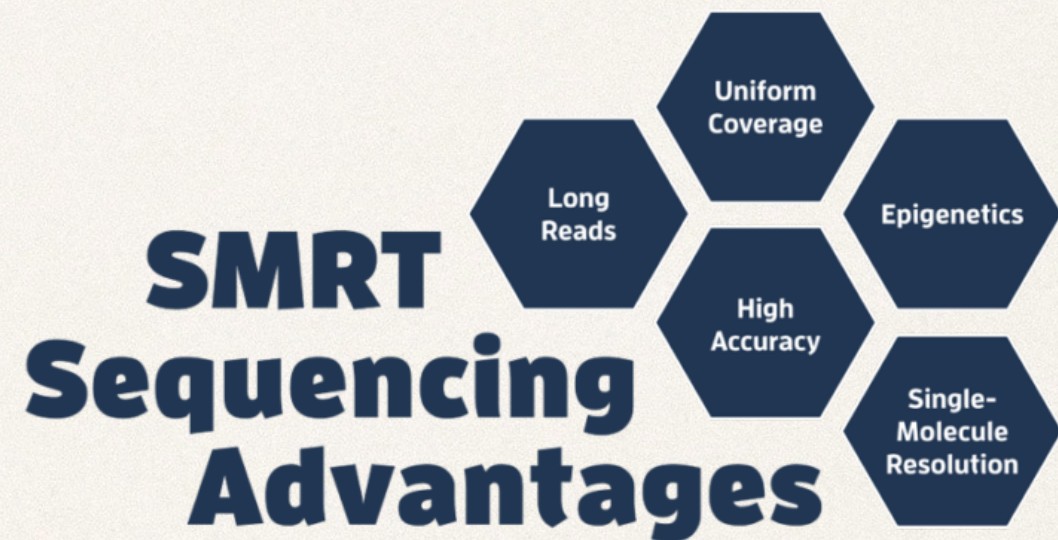 SMRT
Sequencing
Advantages
Long
Reads
Uniform
Coverage
High
Accuracy
Epigenetics
Single-
Molecule
Resolution